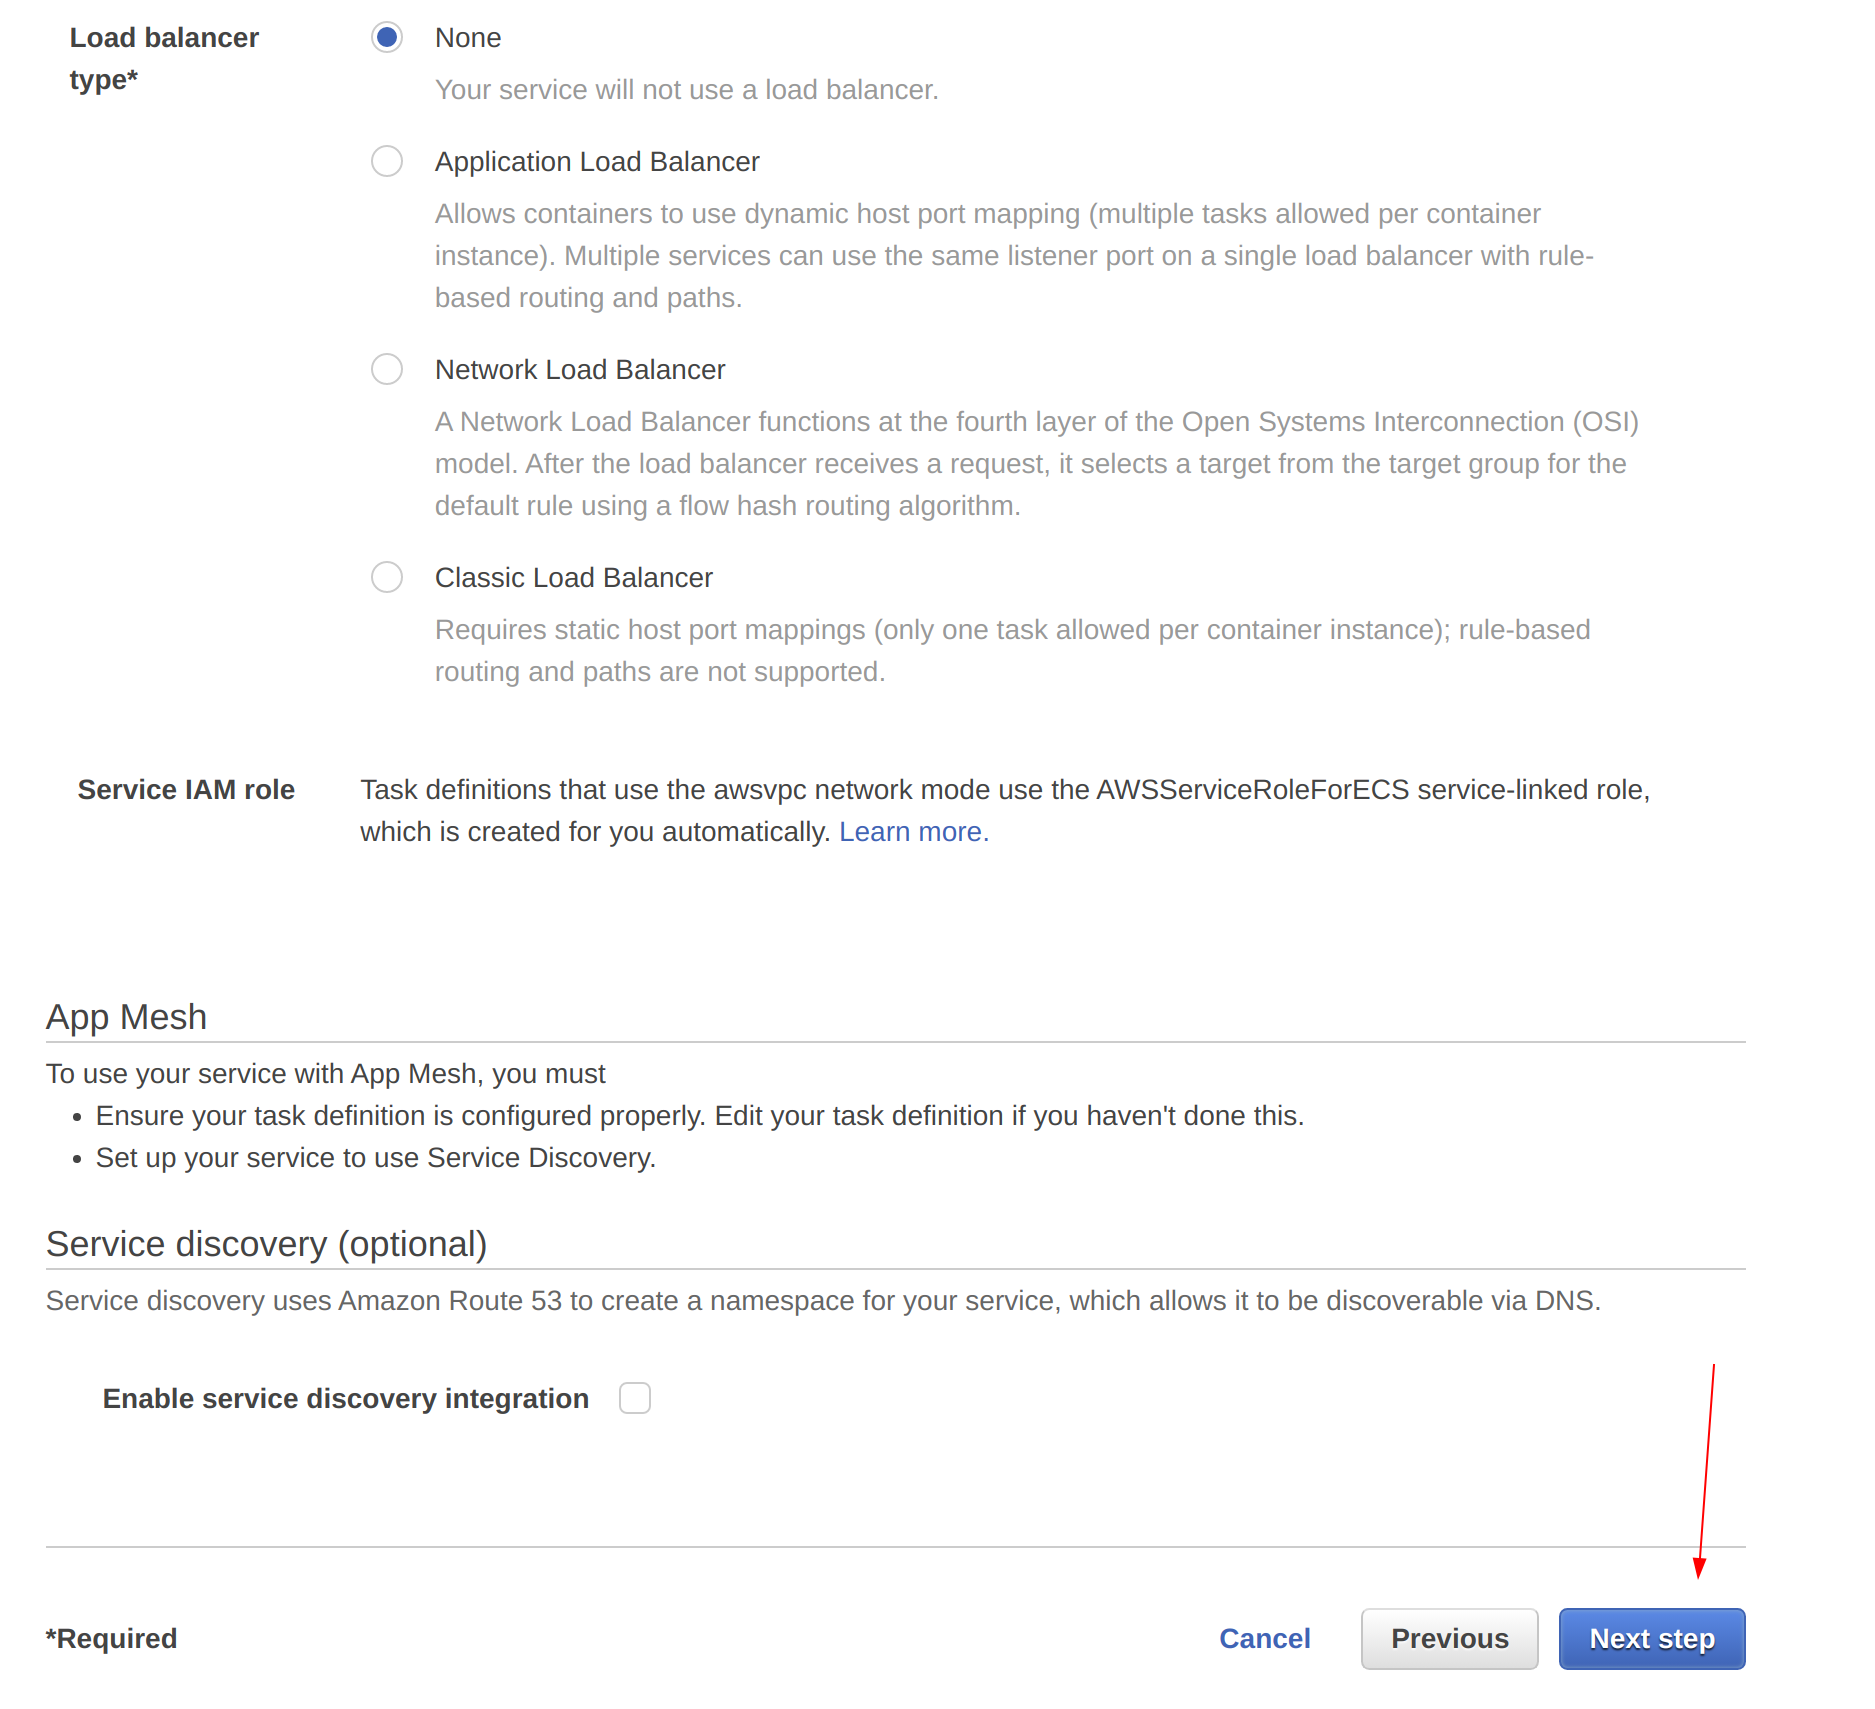 Load balancer
type*
None
Your service will not use a load balancer.
Application Load Balancer
Allows containers to use dynamic host port mapping (multiple tasks allowed per container
instance). Multiple services can use the same listener port on a single load balancer with rule-
based routing and paths.
Network Load Balancer
A Network Load Balancer functions at the fourth layer of the Open Systems Interconnection (OSI)
model. After the load balancer receives a request, it selects a target from the target group for the
default rule using a flow hash routing algorithm.
Classic Load Balancer
Requires static host port mappings (only one task allowed per container instance); rule-based
routing and paths are not supported.
Service IAM role
Task definitions that use the awsvpc network mode use the AWSServiceRoleForECS service-linked role,
which is created for you automatically. Learn more.
App Mesh
To use your service with App Mesh, you must
• Ensure your task definition is configured properly. Edit your task definition if you haven't done this.
• Set up your service to use Service Discovery.
Service discovery (optional)
Service discovery uses Amazon Route 53 to create a namespace for your service, which allows it to be discoverable via DNS.
Enable service discovery integration
*Required
Cancel
Previous
Next step